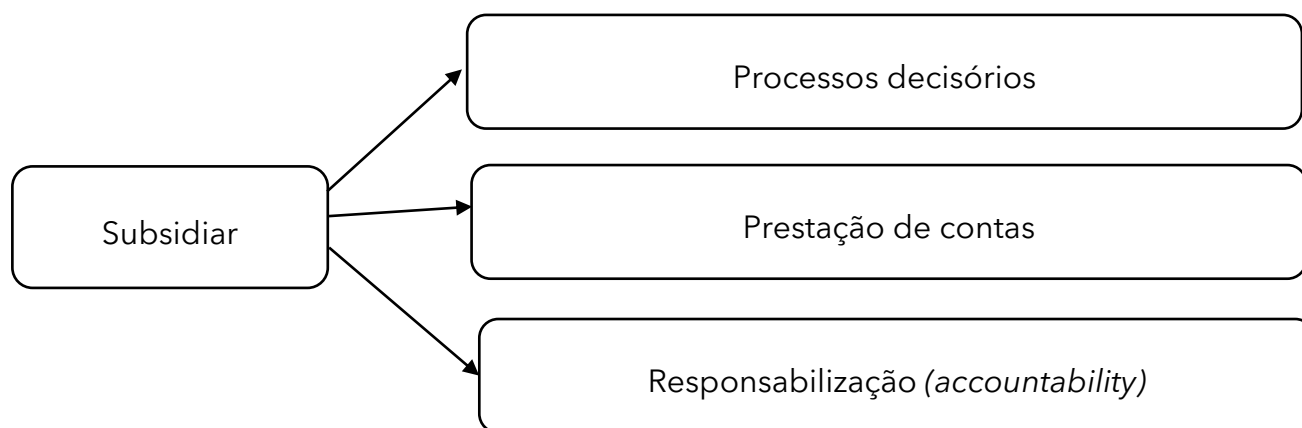 Processos decisórios
Subsidiar
Prestação de contas
Responsabilização (accountability)